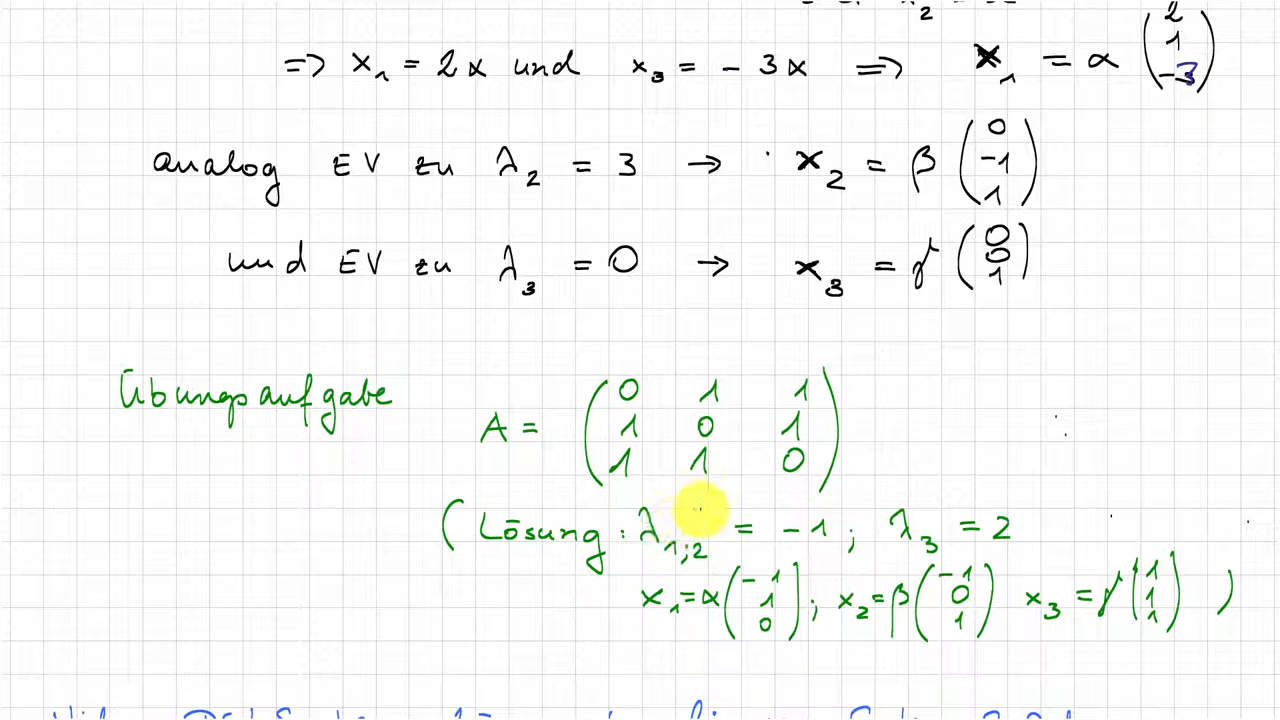 => x₁ = 2α und x₃ = - 3α => x₁ = α (2 1 -3)
analog EV zu λ₂ = 3 → x₂ = β (0 -1 1)
und EV zu λ₃ = 0 → x₃ = γ (0 0 1)
Übungsaufgabe
A = (0 1 1
1 0 1
1 1 0)
(Lösung: λ₁;₂ = -1; λ₃ = 2
x₁ = α (-1 1 0); x₂ = β (-1 0 1) x₃ = γ (1 1 1) )